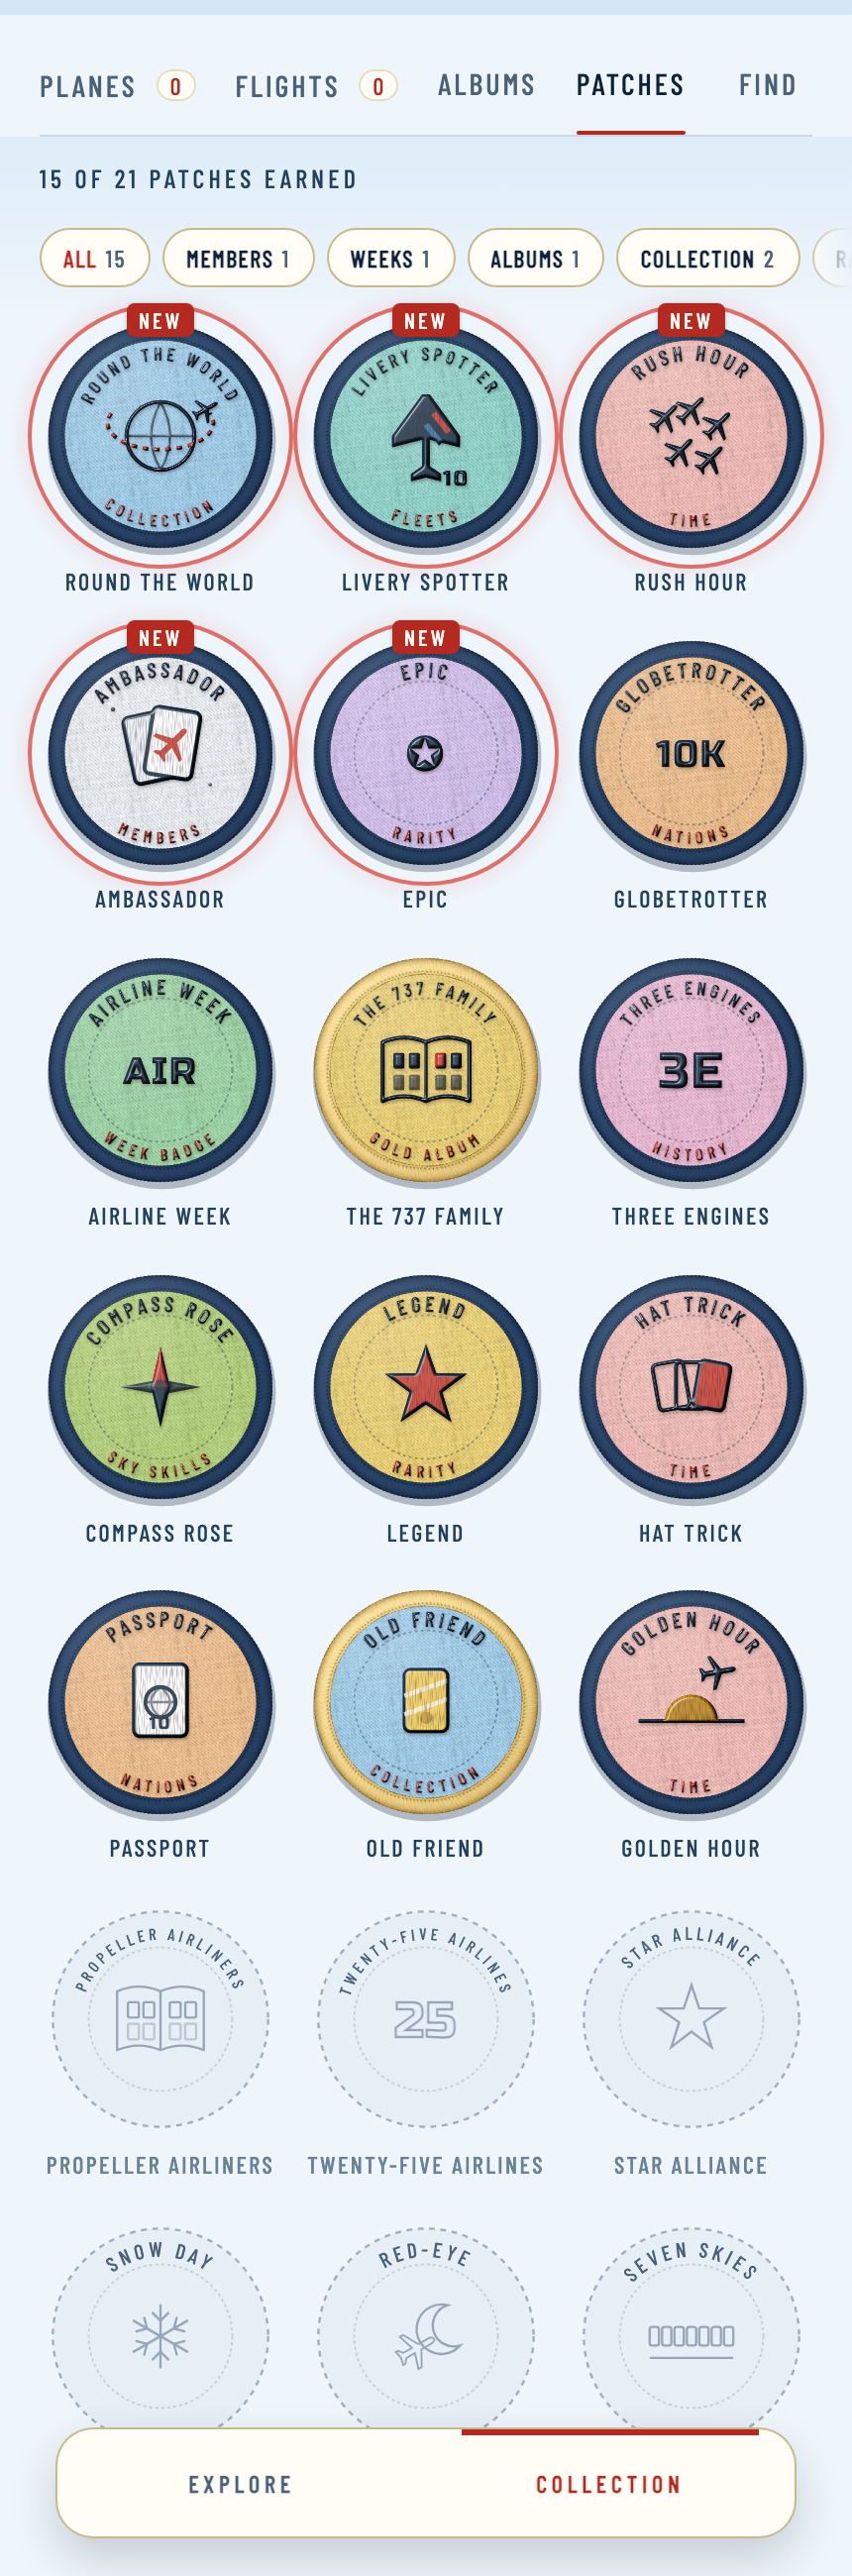 PLANES 0 FLIGHTS 0 ALBUMS PATCHES FIND
15 OF 21 PATCHES EARNED
ALL 15 MEMBERS 1 WEEKS 1 ALBUMS 1 COLLECTION 2
NEW NEW NEW
ROUND THE WORLD LIVERY SPOTTER RUSH HOUR
10
COLLECTION FLEETS TIME
ROUND THE WORLD LIVERY SPOTTER RUSH HOUR
NEW NEW
AMBASSADOR EPIC GLOBETROTTER
10K
MEMBERS RARITY NATIONS
AMBASSADOR EPIC GLOBETROTTER
AIRLINE WEEK THE 737 FAMILY THREE ENGINES
AIR 3E
WEEK BADGE GOLD ALBUM HISTORY
AIRLINE WEEK THE 737 FAMILY THREE ENGINES
COMPASS ROSE LEGEND HAT TRICK
SKY SKILLS RARITY TIME
COMPASS ROSE LEGEND HAT TRICK
PASSPORT OLD FRIEND GOLDEN HOUR
10
NATIONS COLLECTION TIME
PASSPORT OLD FRIEND GOLDEN HOUR
PROPELLER AIRLINERS TWENTY-FIVE AIRLINES STAR ALLIANCE
25
PROPELLER AIRLINERS TWENTY-FIVE AIRLINES STAR ALLIANCE
SNOW DAY RED-EYE SEVEN SKIES
EXPLORE COLLECTION